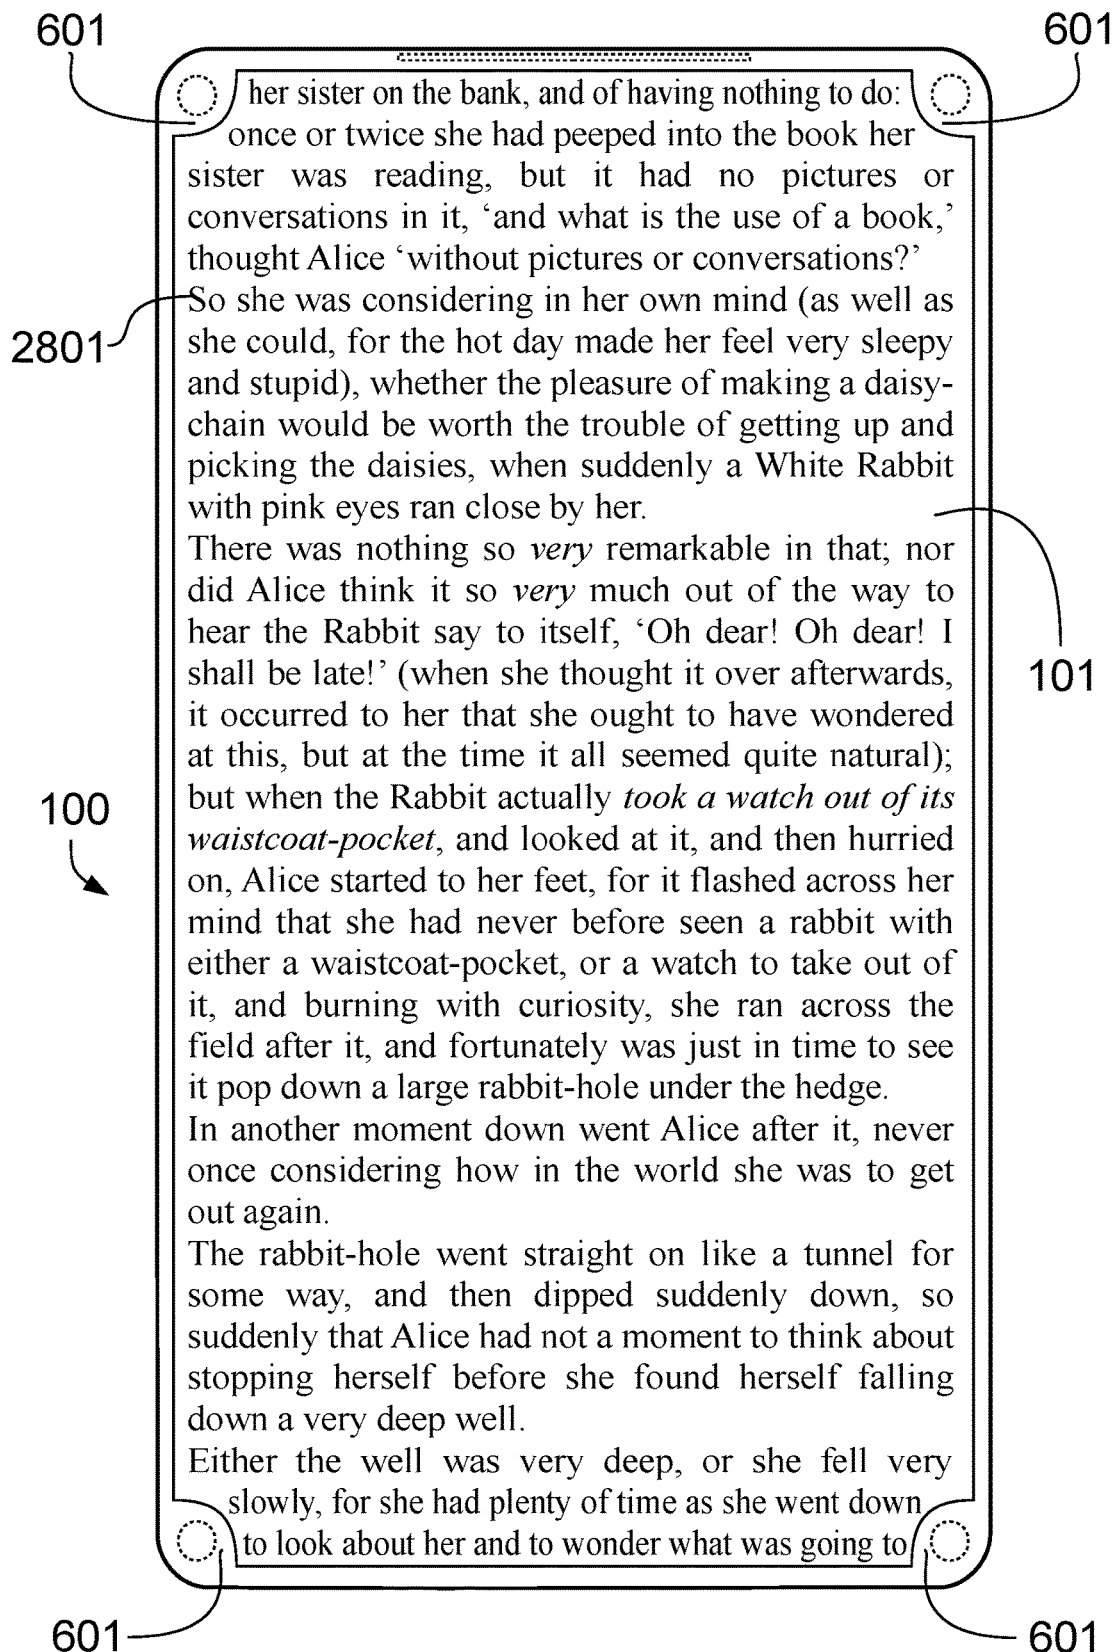 601
601
her sister on the bank, and of having nothing to do:
once or twice she had peeped into the book her
sister was reading, but it had no pictures or
conversations in it, ‘and what is the use of a book,’
thought Alice ‘without pictures or conversations?’
So she was considering in her own mind (as well as
2801
she could, for the hot day made her feel very sleepy
and stupid), whether the pleasure of making a daisy-
chain would be worth the trouble of getting up and
picking the daisies, when suddenly a White Rabbit
with pink eyes ran close by her.
There was nothing so very remarkable in that; nor
did Alice think it so very much out of the way to
hear the Rabbit say to itself, ‘Oh dear! Oh dear! I
shall be late!’ (when she thought it over afterwards,
101
it occurred to her that she ought to have wondered
at this, but at the time it all seemed quite natural);
but when the Rabbit actually took a watch out of its
100
waistcoat-pocket, and looked at it, and then hurried
on, Alice started to her feet, for it flashed across her
mind that she had never before seen a rabbit with
either a waistcoat-pocket, or a watch to take out of
it, and burning with curiosity, she ran across the
field after it, and fortunately was just in time to see
it pop down a large rabbit-hole under the hedge.
In another moment down went Alice after it, never
once considering how in the world she was to get
out again.
The rabbit-hole went straight on like a tunnel for
some way, and then dipped suddenly down, so
suddenly that Alice had not a moment to think about
stopping herself before she found herself falling
down a very deep well.
Either the well was very deep, or she fell very
slowly, for she had plenty of time as she went down
to look about her and to wonder what was going to
601
601